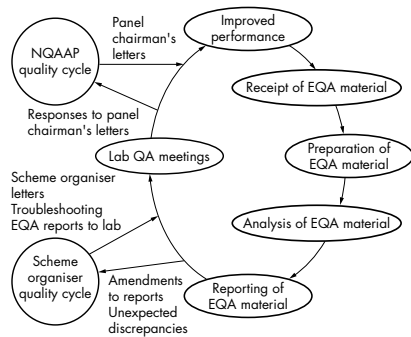 Panel
chairman's
letters
Improved
performance
NQAAP
quality cycle
Receipt of EQA material
Responses to panel
chairman's letters
Preparation of
EQA material
Lab QA meetings
Scheme organiser
letters
Troubleshooting
EQA reports to lab
Analysis of EQA material
Scheme
organiser
quality cycle
Amendments
to reports
Unexpected
discrepancies
Reporting of
EQA material